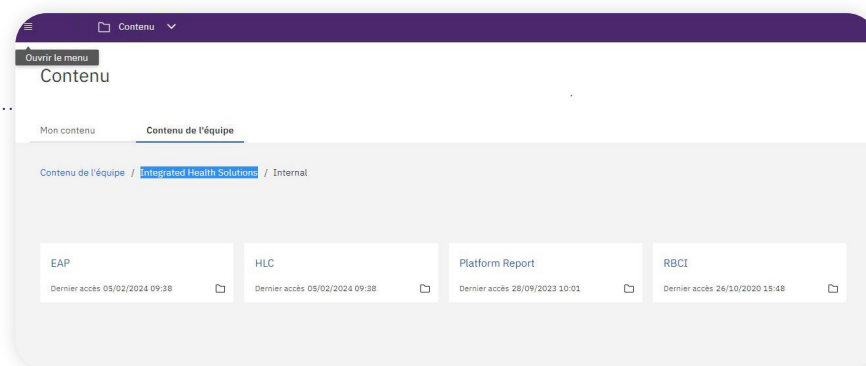 Contenu
Ouvrir le menu
Contenu
Mon contenu Contenu de l'équipe
Contenu de l'équipe / Integrated Health Solutions / Internal
EAP HLC Platform Report RBCI
Dernier accès 05/02/2024 09:38 Dernier accès 05/02/2024 09:38 Dernier accès 28/09/2023 10:01 Dernier accès 26/10/2020 15:48